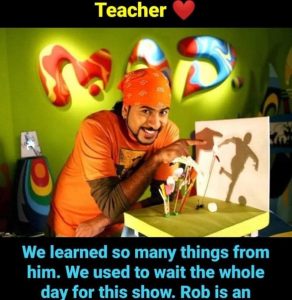 Teacher ❤️
M.A.D.
We learned so many things from
him. We used to wait the whole
day for this show. Rob is an